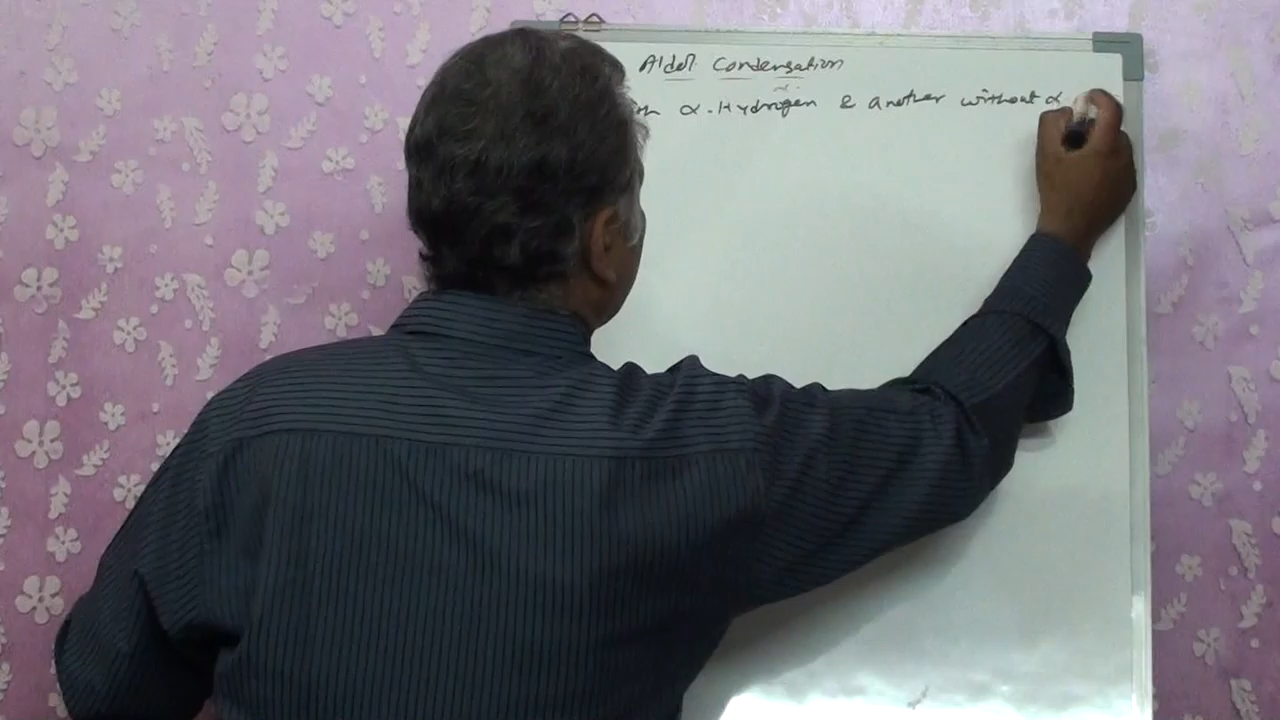 Aldol Condensation
α-Hydrogen & another without α